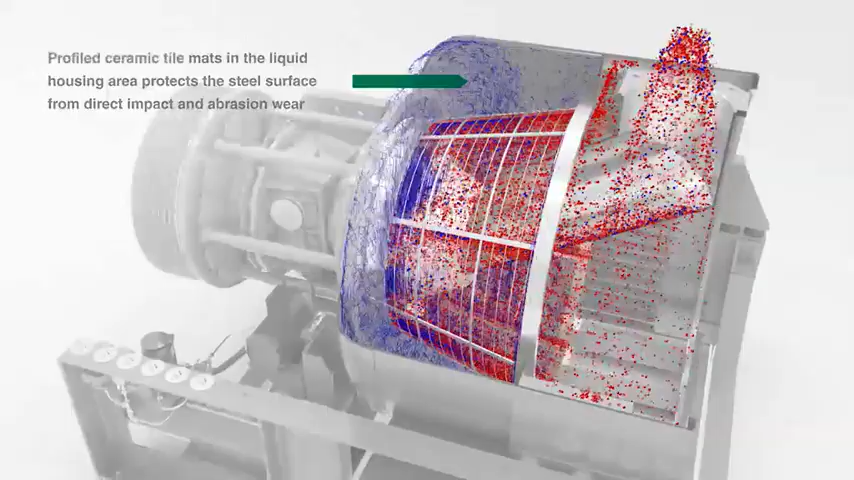 Profiled ceramic tile mats in the liquid
housing area protects the steel surface
from direct impact and abrasion wear